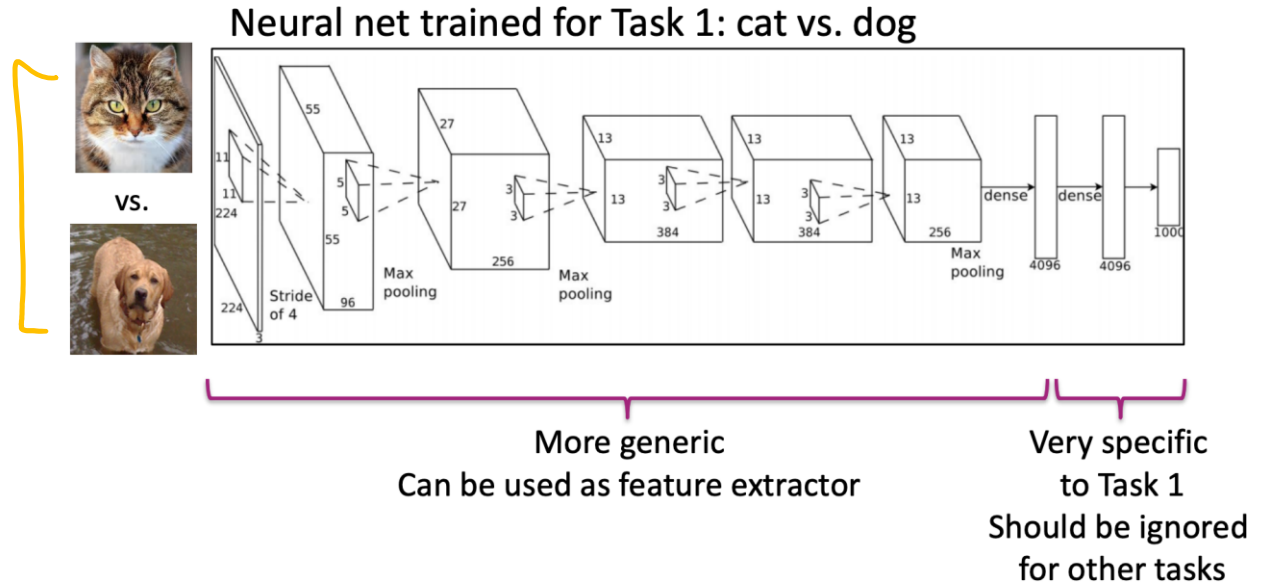 Neural net trained for Task 1: cat vs. dog
vs.
11
11
224
224
3
Stride
of 4
55
55
96
5
5
Max
pooling
27
27
256
3
3
Max
pooling
13
13
384
3
3
13
13
384
3
3
13
13
256
Max
pooling
dense
4096
dense
4096
1000
More generic
Can be used as feature extractor
Very specific
to Task 1
Should be ignored
for other tasks